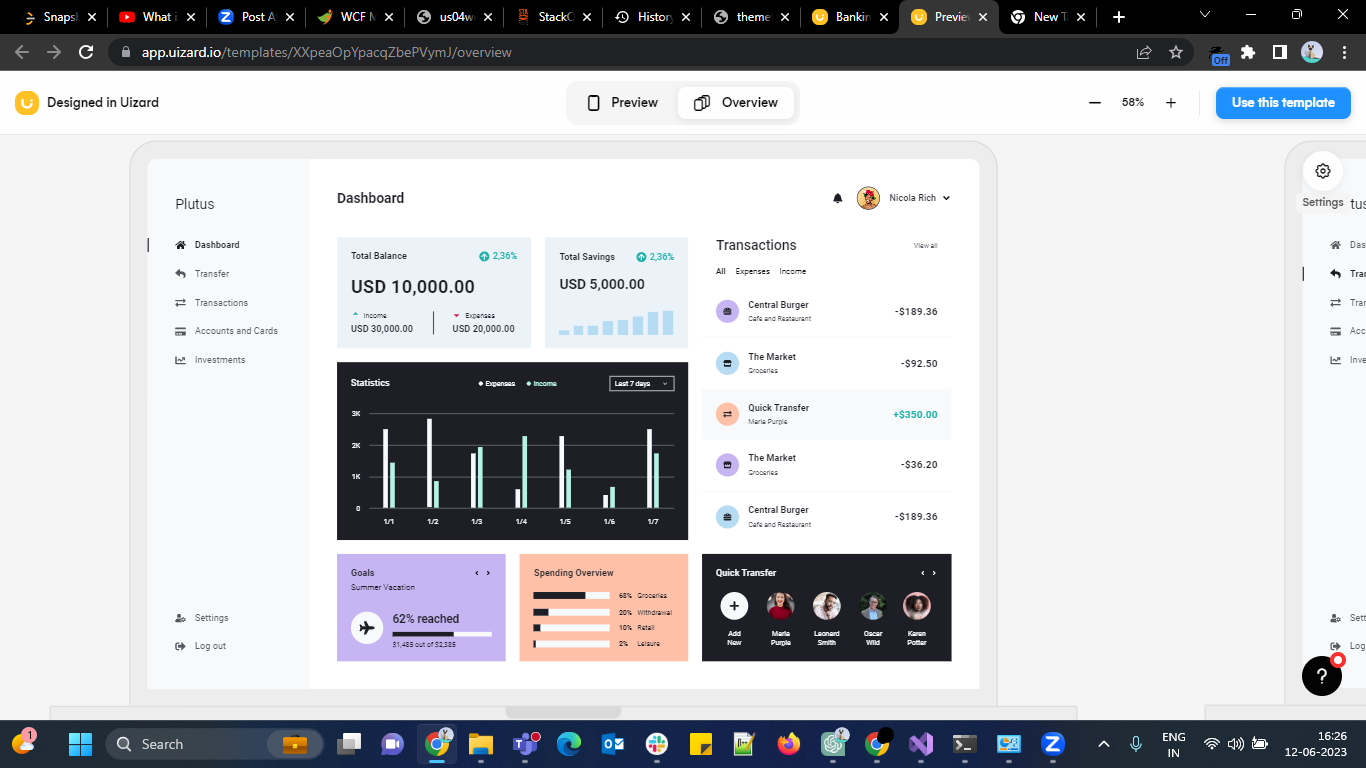 Snapsh
What i
Post A
WCF M
us04w
StackO
History
theme
Bankin
Previe
New T
app.uizard.io/templates/XXpeaOpYpacqZbePVymJ/overview
Off
Designed in Uizard
Preview
Overview
58%
Use this template
Settings
Plutus
Dashboard
Transfer
Transactions
Accounts and Cards
Investments
Settings
Log out
Dashboard
Nicola Rich
Total Balance
2,36%
USD 10,000.00
Income
USD 30,000.00
Expenses
USD 20,000.00
Total Savings
2,36%
USD 5,000.00
Transactions
View all
All Expenses Income
Central Burger
Cafe and Restaurant
-$189.36
The Market
Groceries
-$92.50
Quick Transfer
Maria Purple
+$350.00
The Market
Groceries
-$36.20
Central Burger
Cafe and Restaurant
-$189.36
Statistics
Expenses
Income
Last 7 days
3K
2K
1K
0
1/1 1/2 1/3 1/4 1/5 1/6 1/7
Goals
Summer Vacation
62% reached
$1,485 out of $2,385
Spending Overview
68% Groceries
20% Withdrawal
10% Retail
2% Leisure
Quick Transfer
Add New
Maria Purple
Leonard Smith
Oscar Wild
Karen Potter
tus
Das
Tra
Tra
Acc
Inve
Sett
Log
?
1
Search
ENG
IN
16:26
12-06-2023